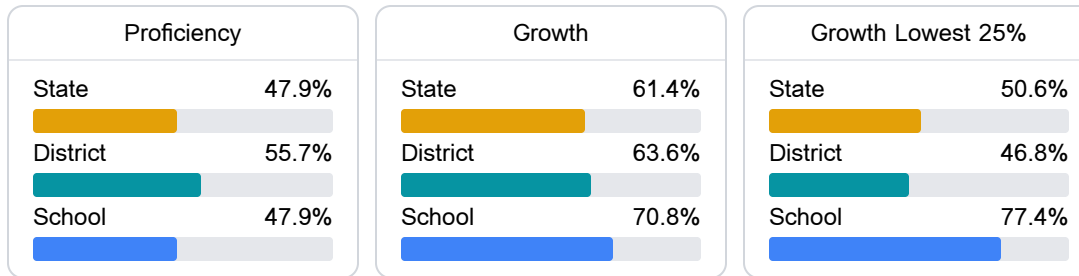 Proficiency
State 47.9%
District 55.7%
School 47.9%
Growth
State 61.4%
District 63.6%
School 70.8%
Growth Lowest 25%
State 50.6%
District 46.8%
School 77.4%